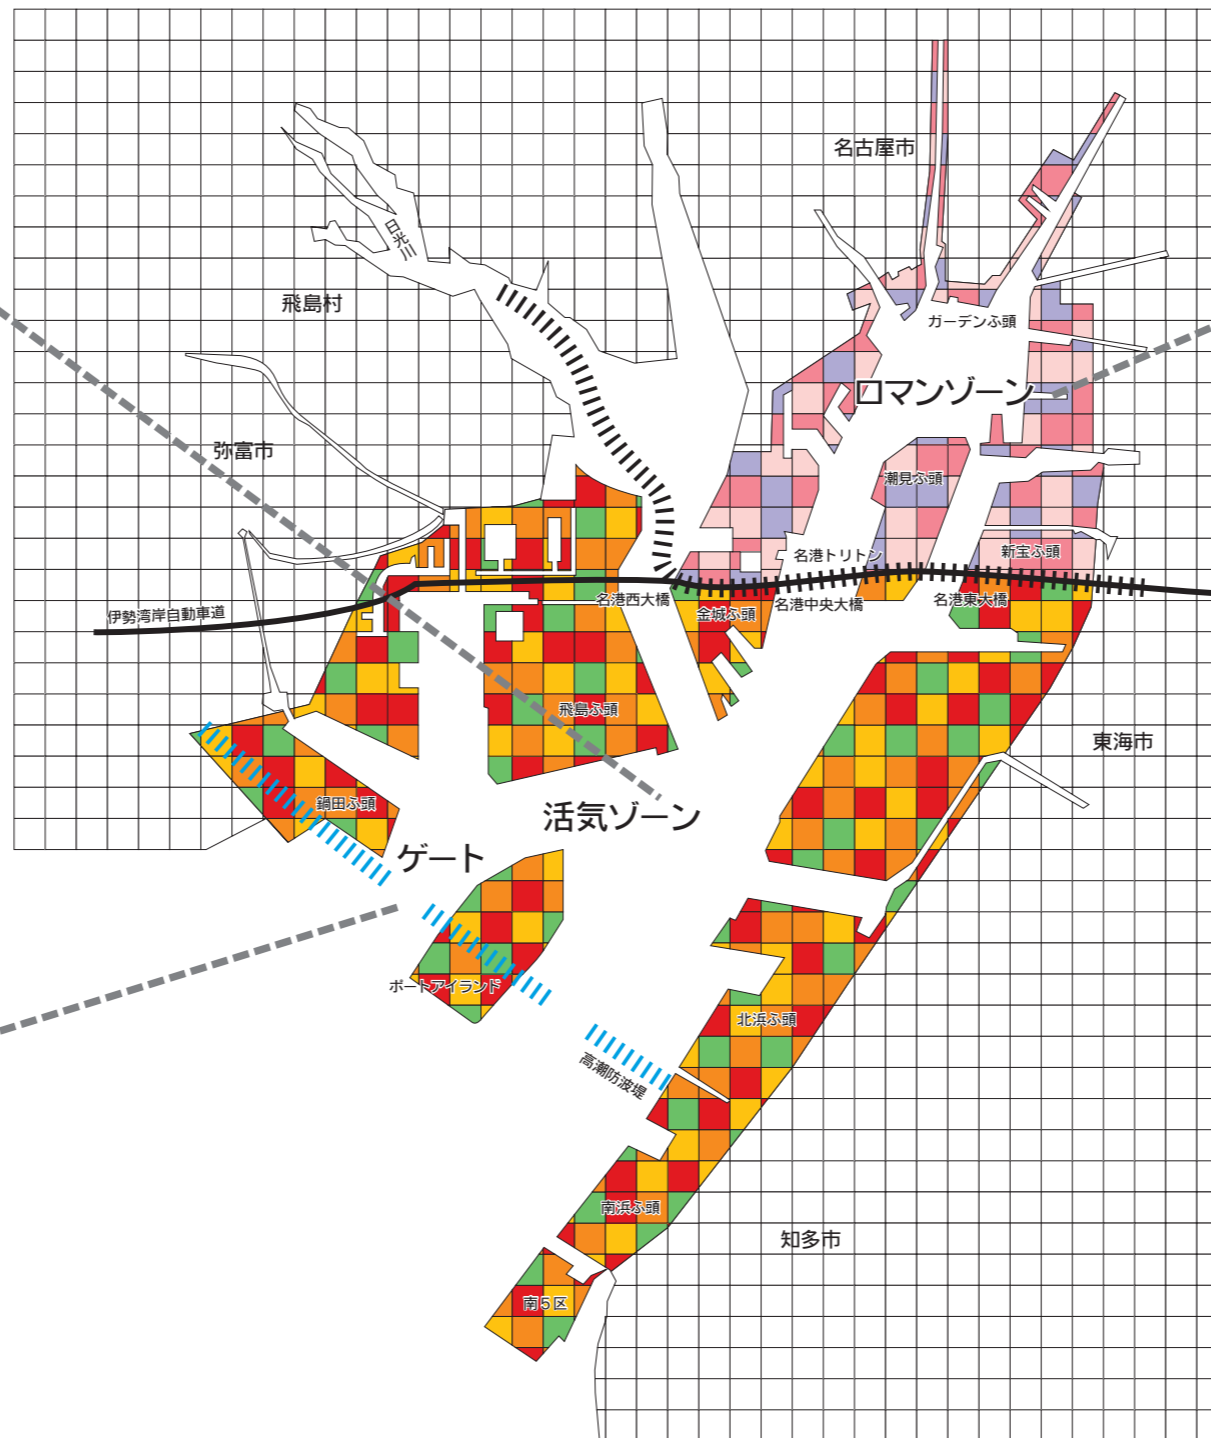 名古屋市
日光川
飛島村
ガーデンふ頭
ロマンゾーン
弥富市
潮見ふ頭
名港トリトン
新宝ふ頭
伊勢湾岸自動車道
名港西大橋
金城ふ頭
名港中央大橋
名港東大橋
飛島ふ頭
東海市
鍋田ふ頭
活気ゾーン
ゲート
ポートアイランド
北浜ふ頭
高潮防波堤
南浜ふ頭
知多市
南5区